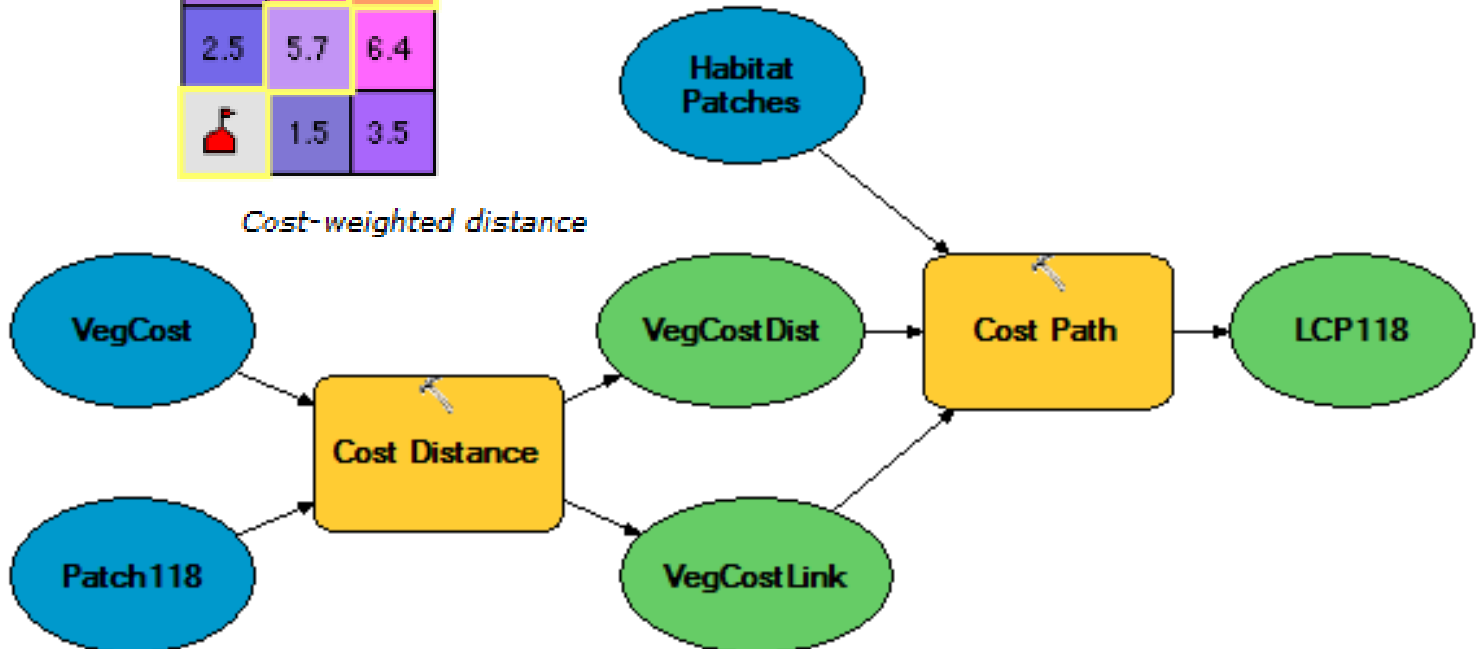 2.5 5.7 6.4
1.5 3.5
Cost-weighted distance
Habitat
Patches
VegCost
VegCostDist
Cost Path
LCP118
Cost Distance
Patch118
VegCostLink